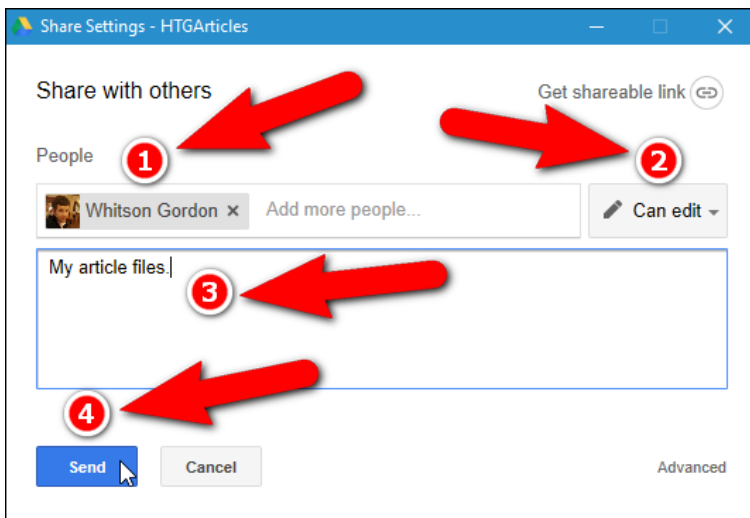 Share Settings - HTGArticles
Share with others
Get shareable link
People
1
2
Whitson Gordon × Add more people...
Can edit
My article files.
3
4
Send
Cancel
Advanced